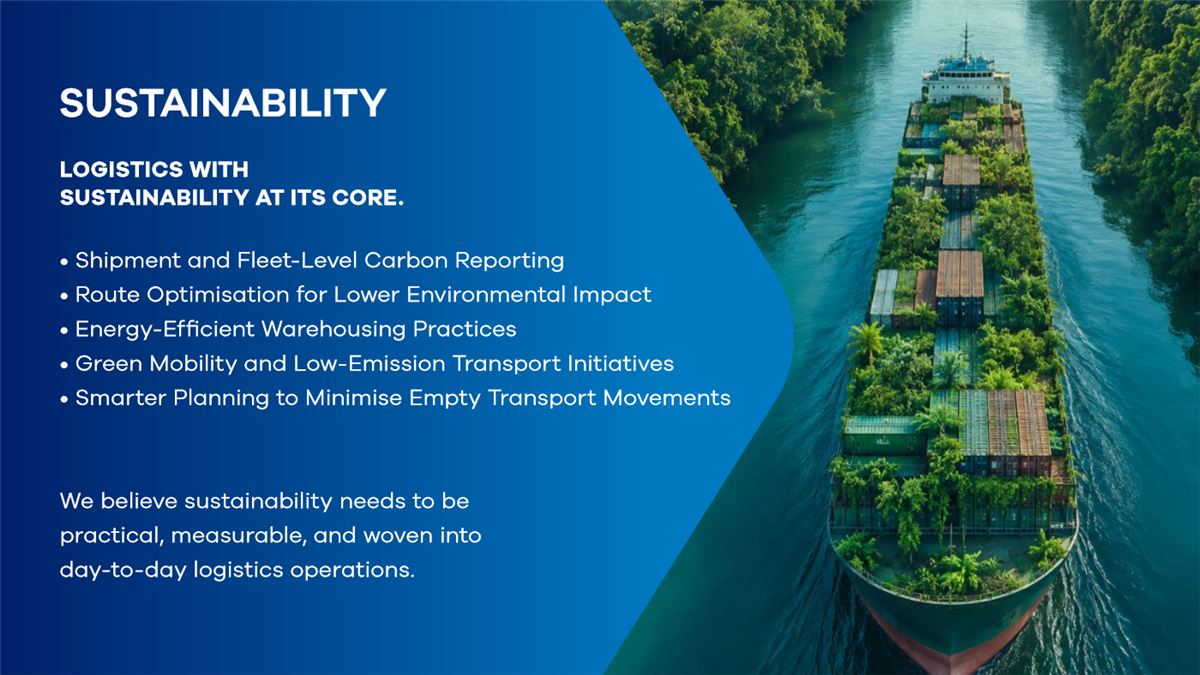 SUSTAINABILITY
LOGISTICS WITH
SUSTAINABILITY AT ITS CORE.
• Shipment and Fleet-Level Carbon Reporting
• Route Optimisation for Lower Environmental Impact
• Energy-Efficient Warehousing Practices
• Green Mobility and Low-Emission Transport Initiatives
• Smarter Planning to Minimise Empty Transport Movements
We believe sustainability needs to be
practical, measurable, and woven into
day-to-day logistics operations.